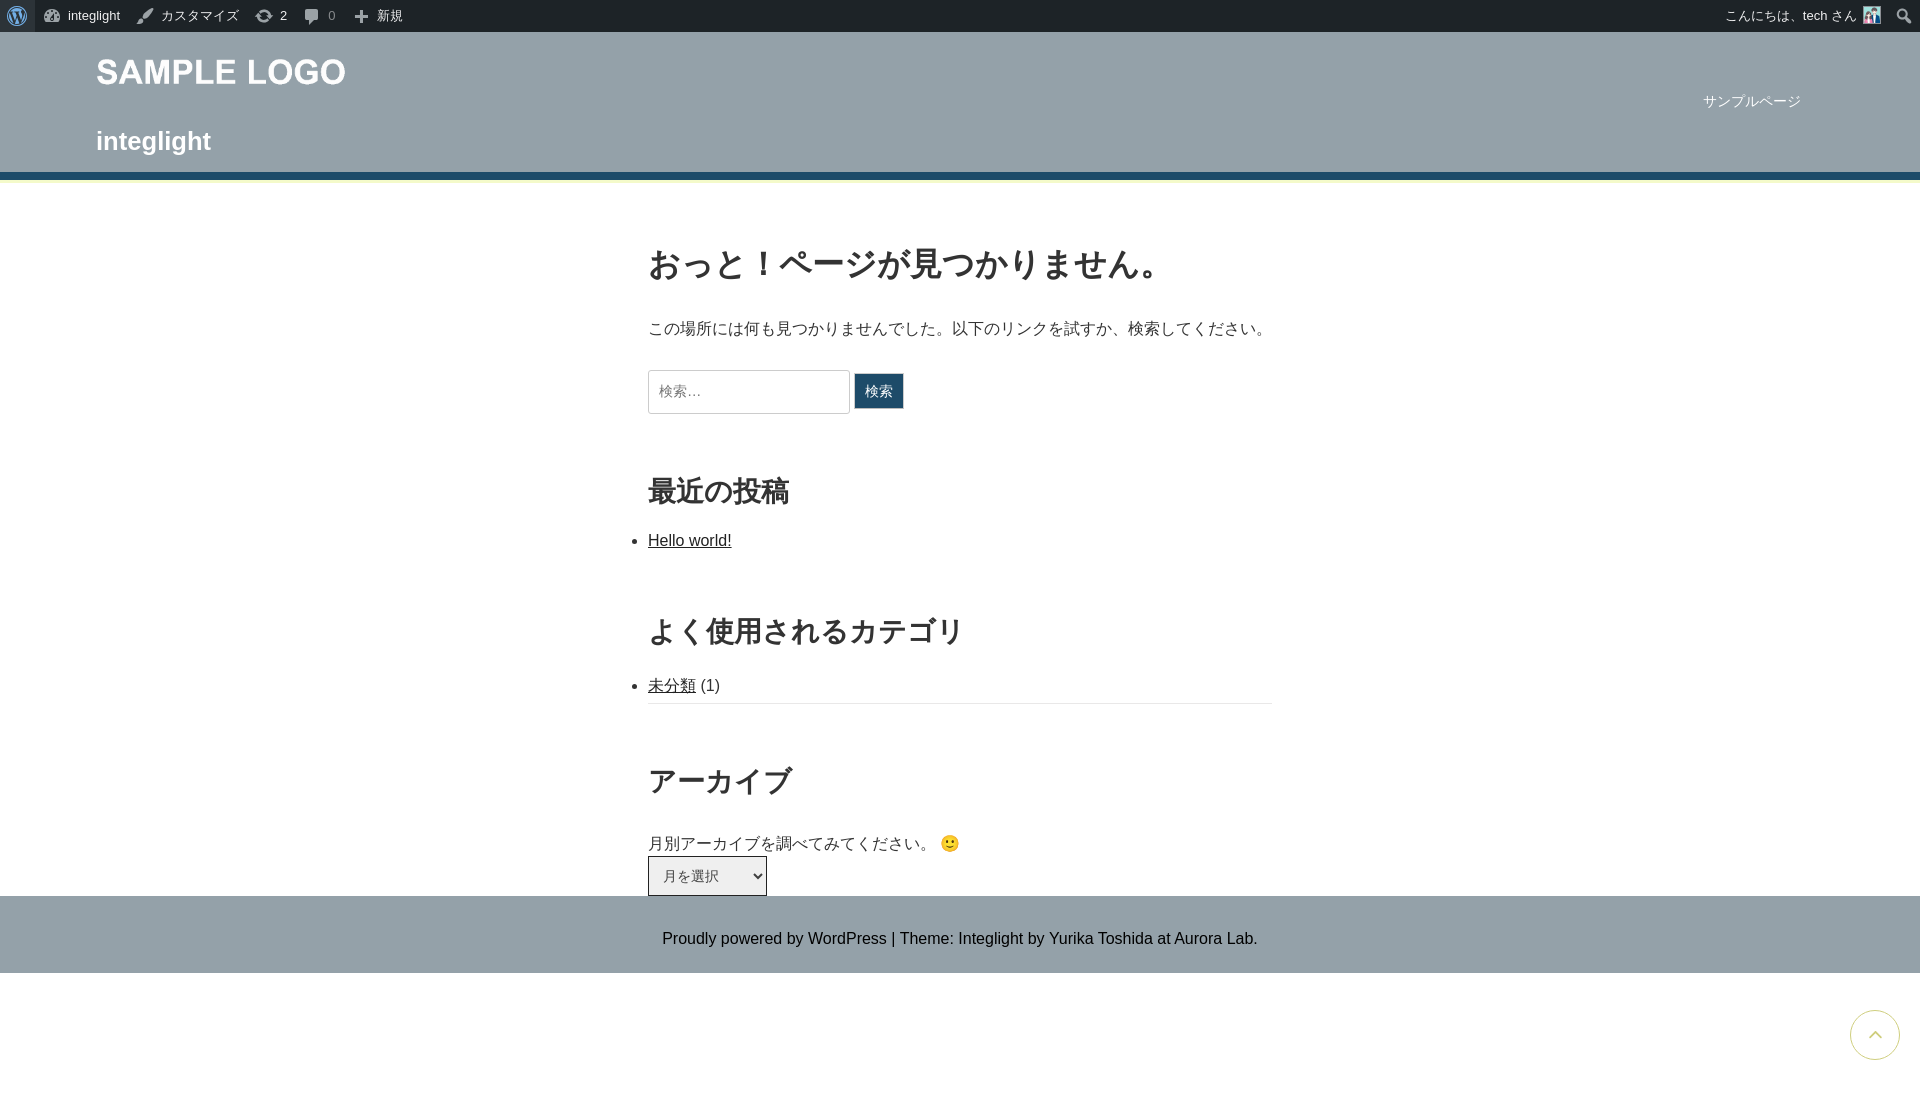 integlight カスタマイズ 2 0 新規 こんにちは、tech さん
SAMPLE LOGO
サンプルページ
integlight
おっと！ページが見つかりません。
この場所には何も見つかりませんでした。以下のリンクを試すか、検索してください。
検索… 検索
最近の投稿
Hello world!
よく使用されるカテゴリ
未分類 (1)
アーカイブ
月別アーカイブを調べてみてください。 🙂
月を選択
Proudly powered by WordPress | Theme: Integlight by Yurika Toshida at Aurora Lab.